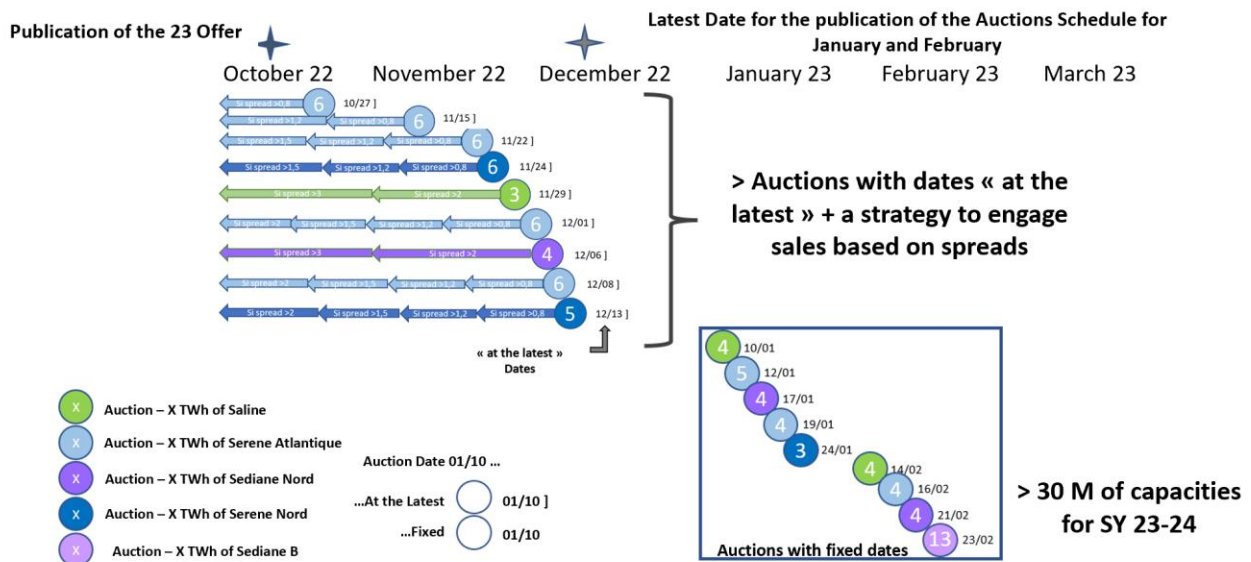 Publication of the 23 Offer
Latest Date for the publication of the Auctions Schedule for
January and February
October 22 November 22 December 22 January 23 February 23 March 23
Si spread >0,8 6 10/27 ]
Si spread >1,2 Si spread >0,8 6 11/15 ]
Si spread >1,5 Si spread >1,2 Si spread >0,8 6 11/22 ]
Si spread >1,5 Si spread >1,2 Si spread >0,8 6 11/24 ]
Si spread >3 Si spread >2 3 11/29 ]
Si spread >2 Si spread >1,5 Si spread >1,2 Si spread >0,8 6 12/01 ]
Si spread >3 Si spread >2 4 12/06 ]
Si spread >2 Si spread >1,5 Si spread >1,2 Si spread >0,8 6 12/08 ]
Si spread >2 Si spread >1,5 Si spread >1,2 Si spread >0,8 5 12/13 ]
« at the latest »
Dates
> Auctions with dates « at the
latest » + a strategy to engage
sales based on spreads
4 10/01
5 12/01
4 17/01
4 19/01
3 24/01
4 14/02
4 16/02
4 21/02
13 23/02
Auctions with fixed dates
> 30 M of capacities
for SY 23-24
x Auction – X TWh of Saline
x Auction – X TWh of Serene Atlantique
x Auction – X TWh of Sediane Nord
x Auction – X TWh of Serene Nord
x Auction – X TWh of Sediane B
Auction Date 01/10 ...
...At the Latest 01/10 ]
...Fixed 01/10